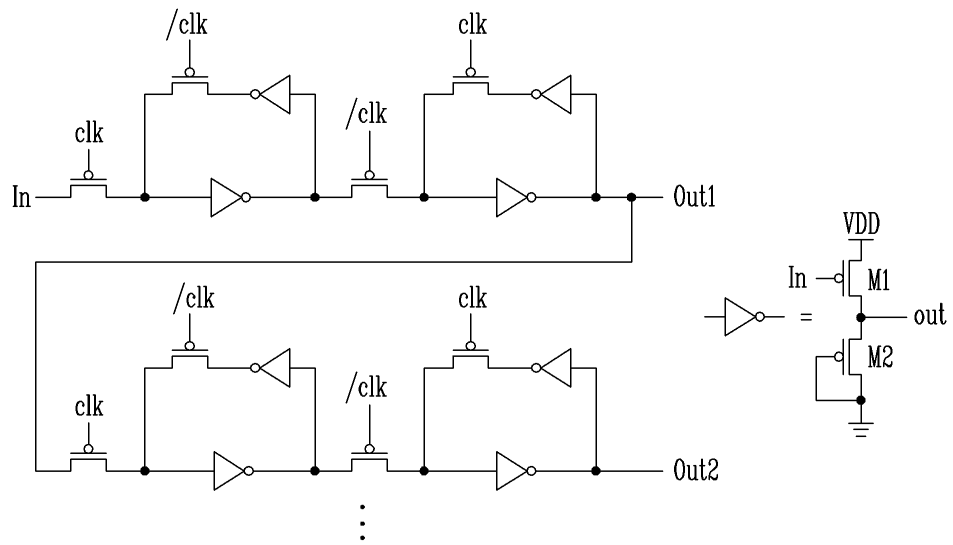 /clk
clk
clk
/clk
In
Out1
VDD
In
M1
/clk
clk
=
out
M2
clk
/clk
Out2